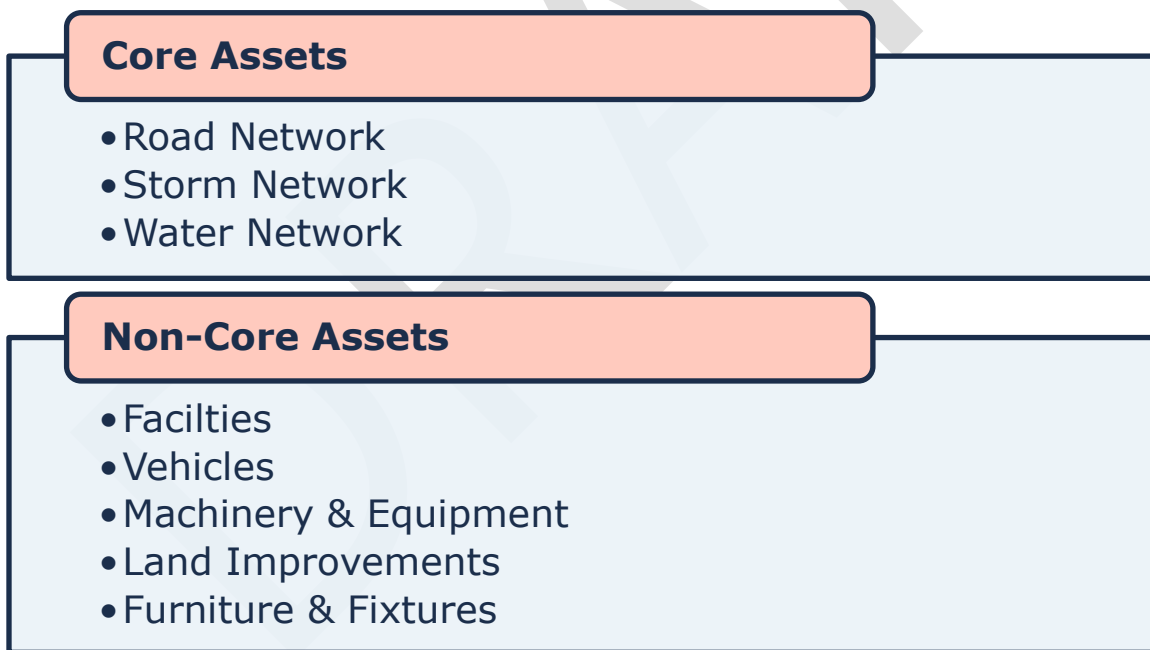 Core Assets
•Road Network
•Storm Network
•Water Network
Non-Core Assets
•Facilties
•Vehicles
•Machinery & Equipment
•Land Improvements
•Furniture & Fixtures